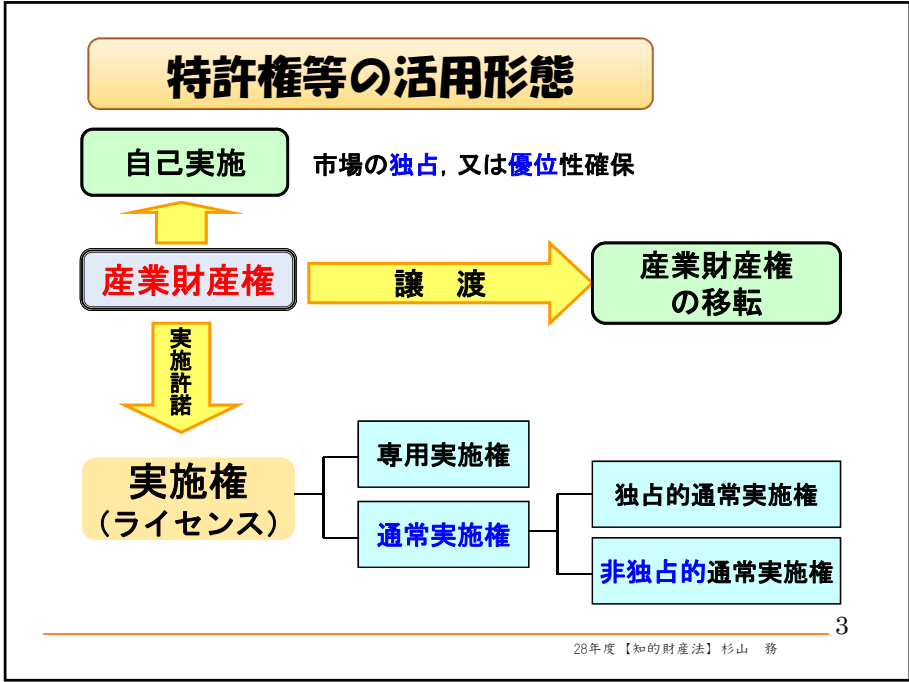 特許権等の活用形態
自己実施
市場の独占，又は優位性確保
産業財産権
譲　渡
産業財産権
の移転
実施許諾
実施権
（ライセンス）
専用実施権
通常実施権
独占的通常実施権
非独占的通常実施権
3
28年度【知的財産法】杉山　務